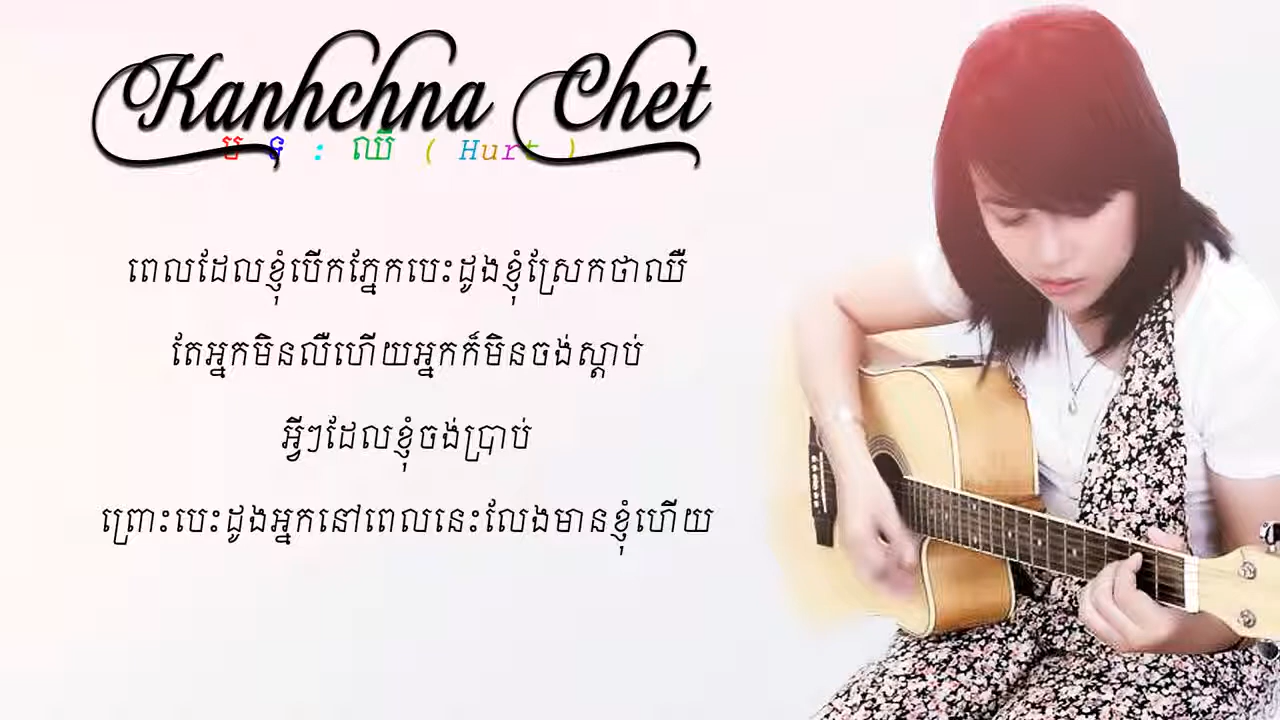 Kanhchna Chet
ប ទ : ឈឺ ( Hurt )
ពេលដែលខ្ញុំបើកភ្នែកបេះដូងខ្ញុំស្រែកថាឈឺ
តែអ្នកមិនលឺហើយអ្នកក៏មិនចង់ស្តាប់
អ្វីៗដែលខ្ញុំចង់ប្រាប់
ព្រោះបេះដូងអ្នកនៅពេលនេះលែងមានខ្ញុំហើយ